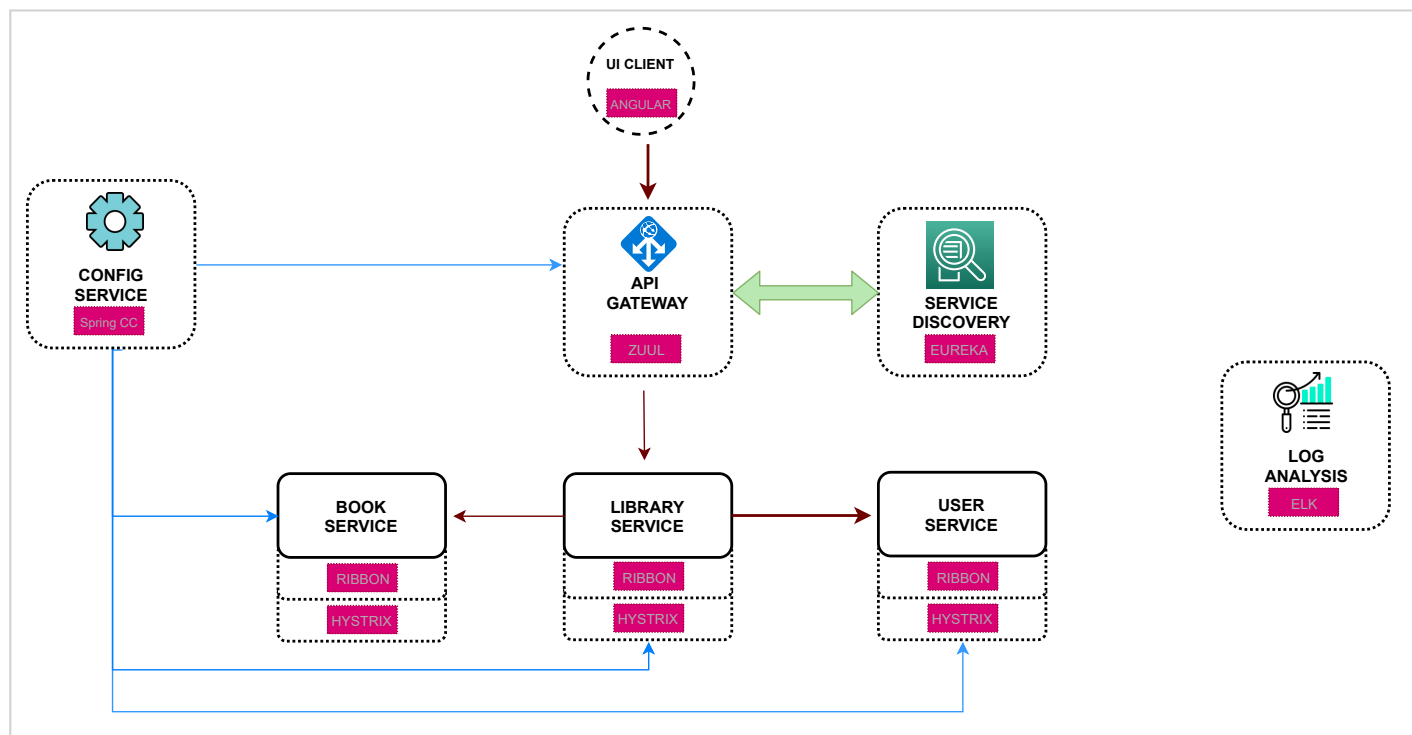 UI CLIENT
ANGULAR
CONFIG
SERVICE
Spring CC
API
GATEWAY
ZUUL
SERVICE
DISCOVERY
EUREKA
LOG
ANALYSIS
ELK
BOOK
SERVICE
RIBBON
HYSTRIX
LIBRARY
SERVICE
RIBBON
HYSTRIX
USER
SERVICE
RIBBON
HYSTRIX